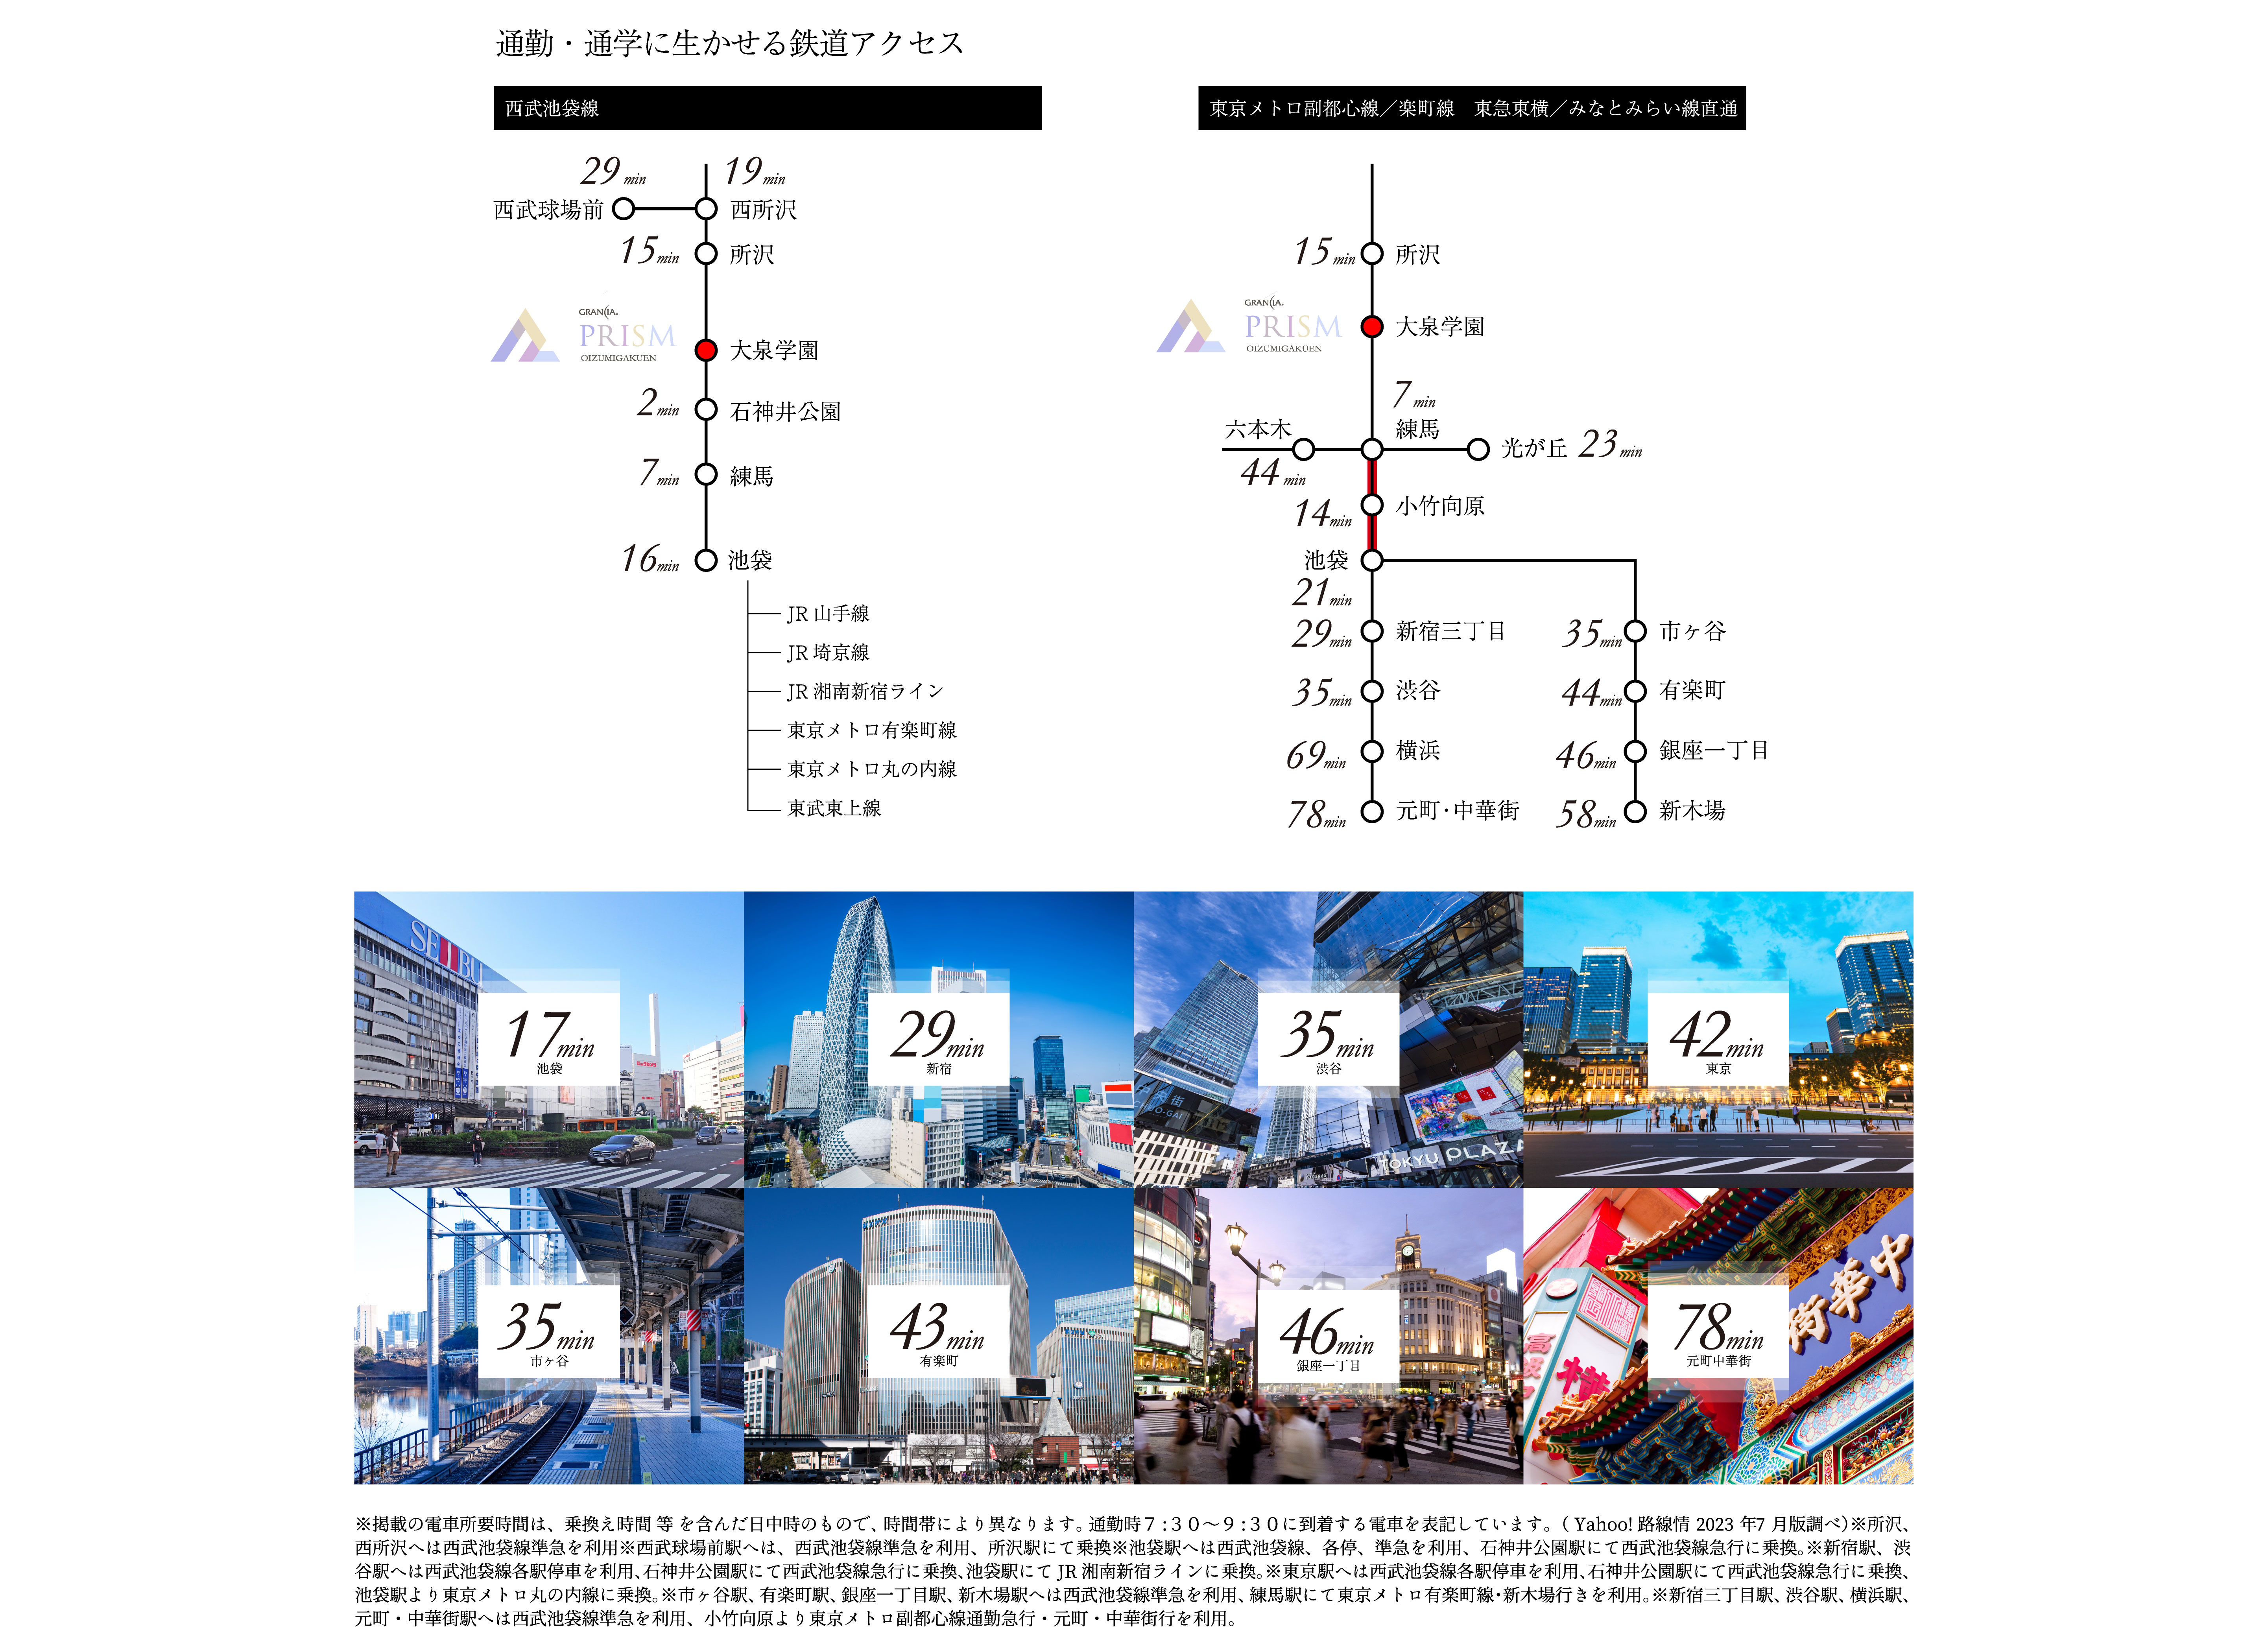 通勤・通学に生かせる鉄道アクセス
西武池袋線
29min
19min
西武球場前
西所沢
15min
所沢
GRANCIA.
PRISM
OIZUMIGAKUEN
大泉学園
2min
石神井公園
7min
練馬
16min
池袋
JR 山手線
JR 埼京線
JR 湘南新宿ライン
東京メトロ有楽町線
東京メトロ丸の内線
東武東上線
東京メトロ副都心線／楽町線　東急東横／みなとみらい線直通
15min
所沢
GRANCIA.
PRISM
OIZUMIGAKUEN
大泉学園
7min
練馬
六本木
44min
光が丘 23min
14min
小竹向原
池袋
21min
29min
新宿三丁目
35min
市ヶ谷
35min
渋谷
44min
有楽町
69min
横浜
46min
銀座一丁目
78min
元町・中華街
58min
新木場
SEIBU
17min
池袋
29min
新宿
35min
渋谷
TOKYU PLAZA
42min
東京
35min
市ヶ谷
43min
有楽町
46min
銀座一丁目
78min
元町中華街
中華街
※掲載の電車所要時間は、乗換え時間 等 を含んだ日中時のもので、時間帯により異なります。通勤時７:３０～９:３０に到着する電車を表記しています。（ Yahoo! 路線情 2023 年7 月版調べ）※所沢、
西所沢へは西武池袋線準急を利用※西武球場前駅へは、西武池袋線準急を利用、所沢駅にて乗換※池袋駅へは西武池袋線、各停、準急を利用、石神井公園駅にて西武池袋線急行に乗換。※新宿駅、渋
谷駅へは西武池袋線各駅停車を利用、石神井公園駅にて西武池袋線急行に乗換、池袋駅にて JR 湘南新宿ラインに乗換。※東京駅へは西武池袋線各駅停車を利用、石神井公園駅にて西武池袋線急行に乗換、
池袋駅より東京メトロ丸の内線に乗換。※市ヶ谷駅、有楽町駅、銀座一丁目駅、新木場駅へは西武池袋線準急を利用、練馬駅にて東京メトロ有楽町線・新木場行きを利用。※新宿三丁目駅、渋谷駅、横浜駅、
元町・中華街駅へは西武池袋線準急を利用、小竹向原より東京メトロ副都心線通勤急行・元町・中華街行を利用。